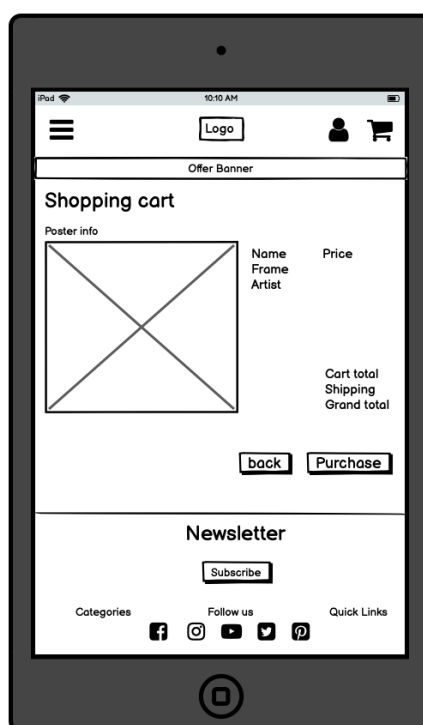 iPad 10:10 AM
Logo
Offer Banner
Shopping cart
Poster info
Name Price
Frame
Artist
Cart total
Shipping
Grand total
back Purchase
Newsletter
Subscribe
Categories Follow us Quick Links